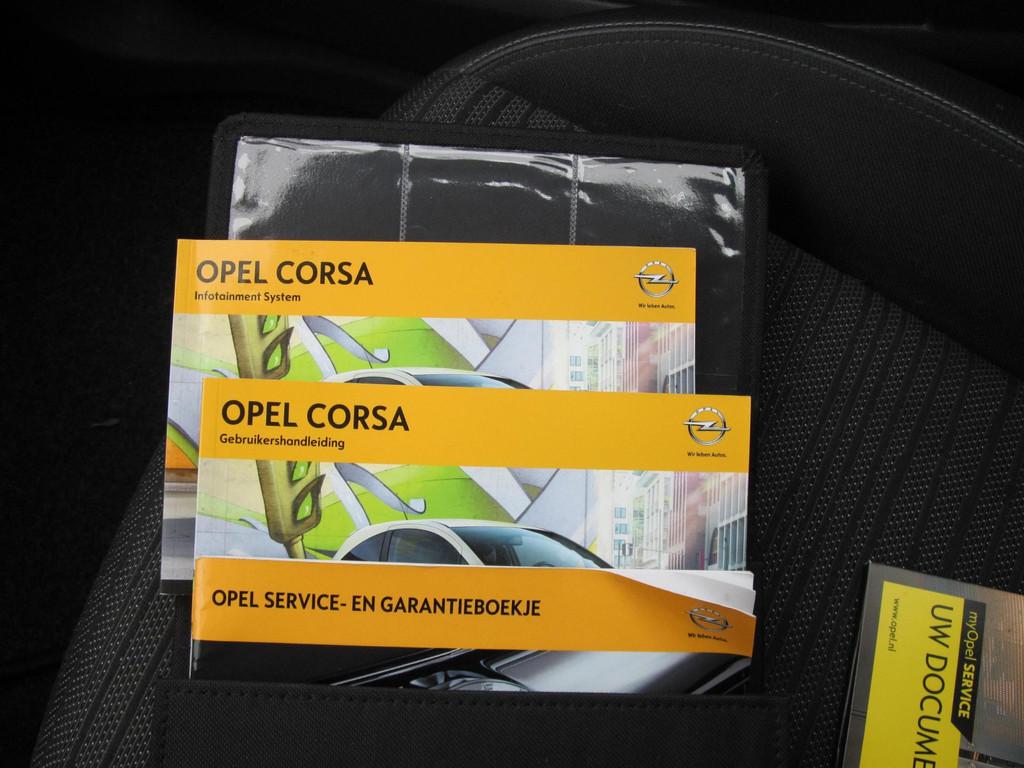 OPEL CORSA
Infotainment System
Wir leben Autos.
OPEL CORSA
Gebruikershandleiding
Wir leben Autos.
OPEL SERVICE- EN GARANTIEBOEKJE
Wir leben Autos.
myOpel SERVICE
UW DOCUME
www.opel.nl